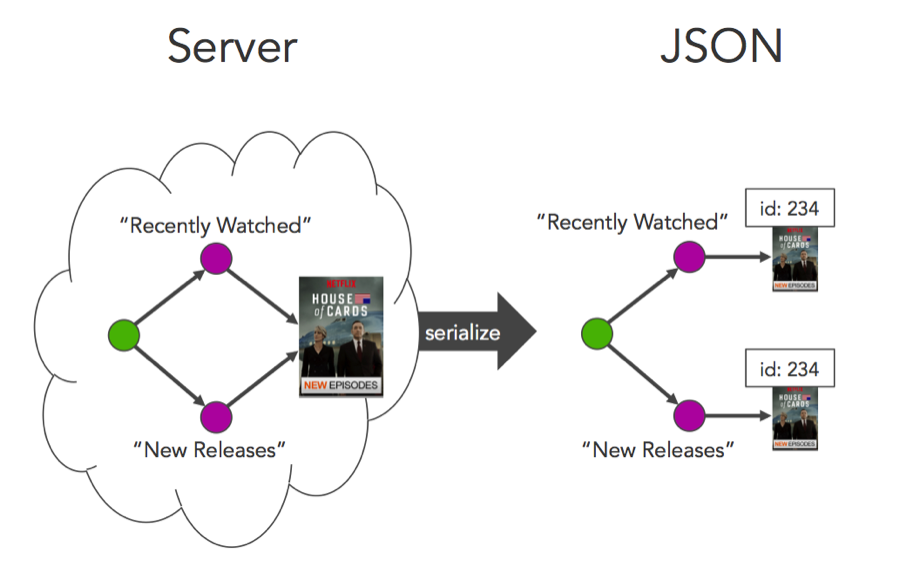 Server
JSON
"Recently Watched"
NETFLIX
HOUSE
of CARDS
NEW EPISODES
"New Releases"
serialize
"Recently Watched"
id: 234
NETFLIX
HOUSE
of CARDS
NEW EPISODES
id: 234
HOUSE
of CARDS
NEW EPISODES
"New Releases"